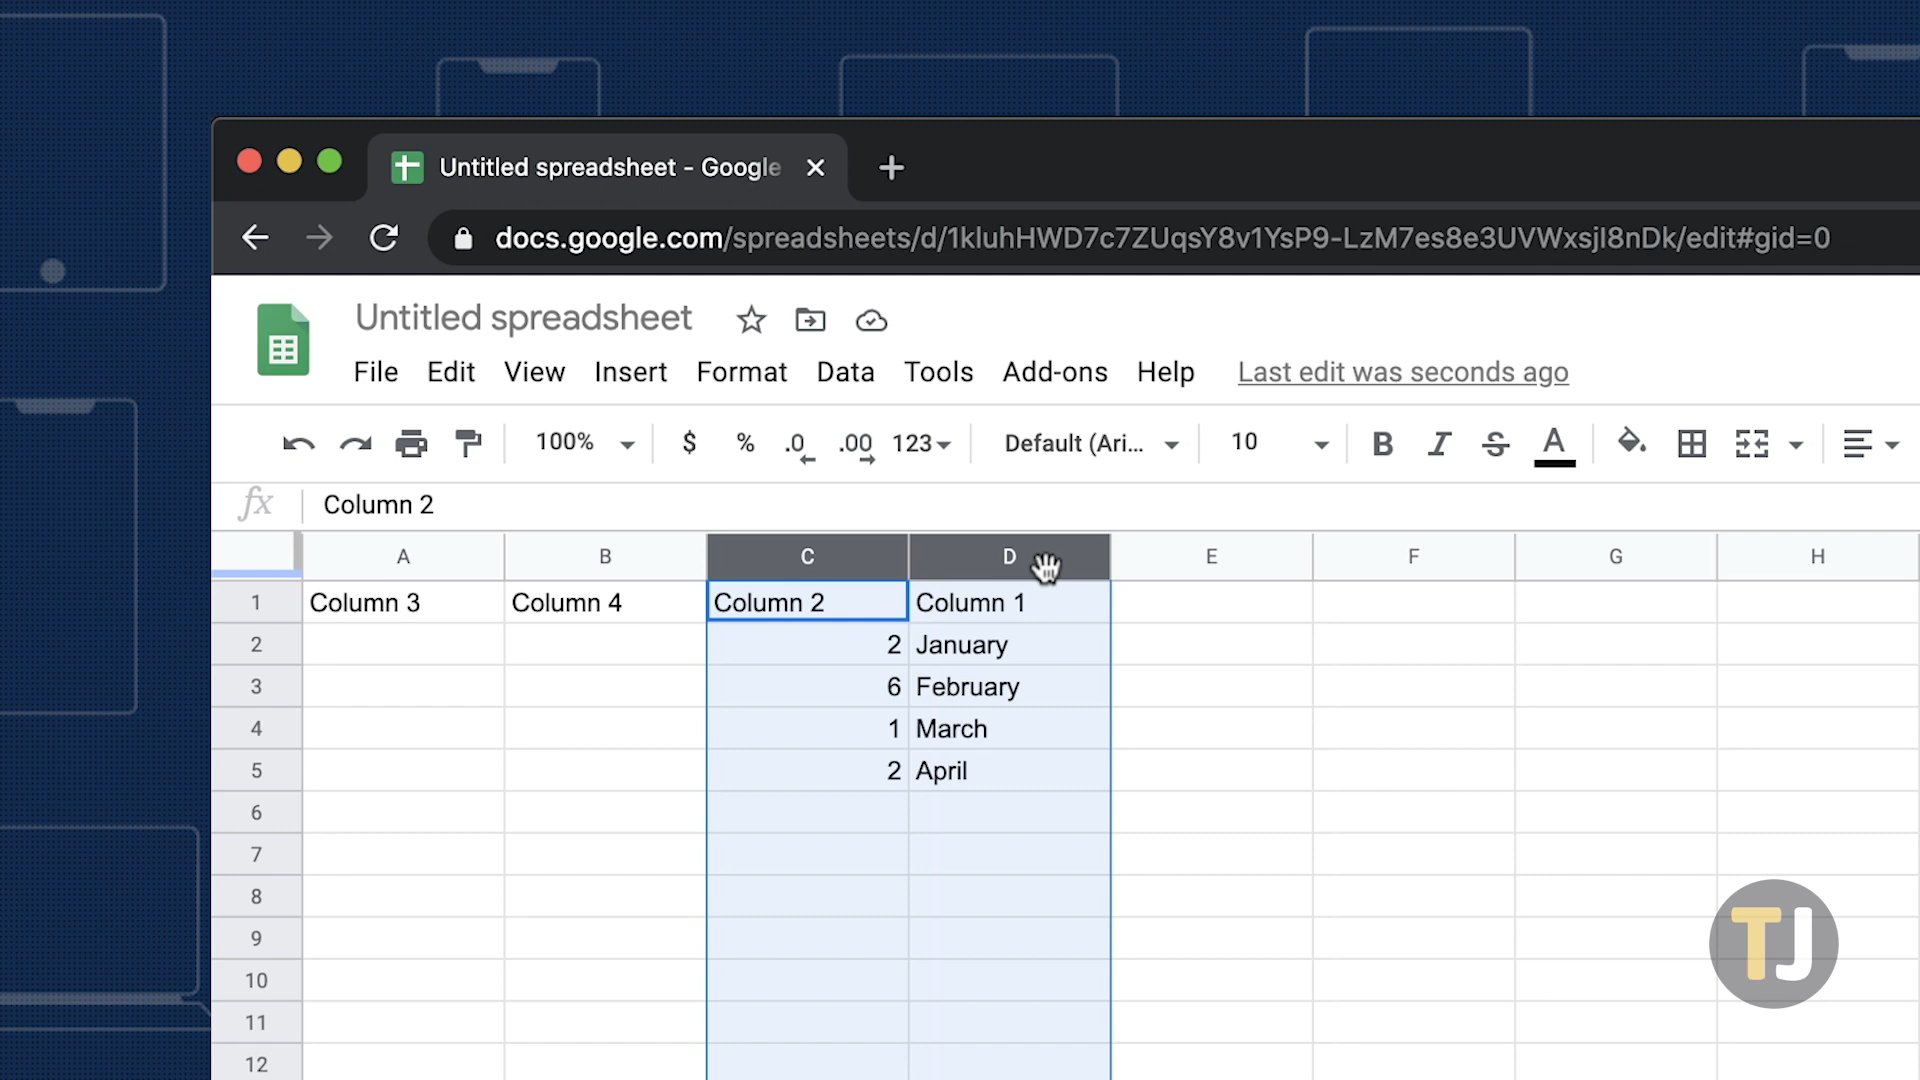 Untitled spreadsheet - Google
docs.google.com/spreadsheets/d/1kluhHWD7c7ZUqsY8v1YsP9-LzM7es8e3UVWxsjI8nDk/edit#gid=0
Untitled spreadsheet
File Edit View Insert Format Data Tools Add-ons Help Last edit was seconds ago
100% $ % .0 .00 123 Default (Ari... 10 B I S A
fx Column 2
A B C D E F G H
1 Column 3 Column 4 Column 2 Column 1
2 2 January
3 6 February
4 1 March
5 2 April
6
7
8
9
10
11
12
TJ